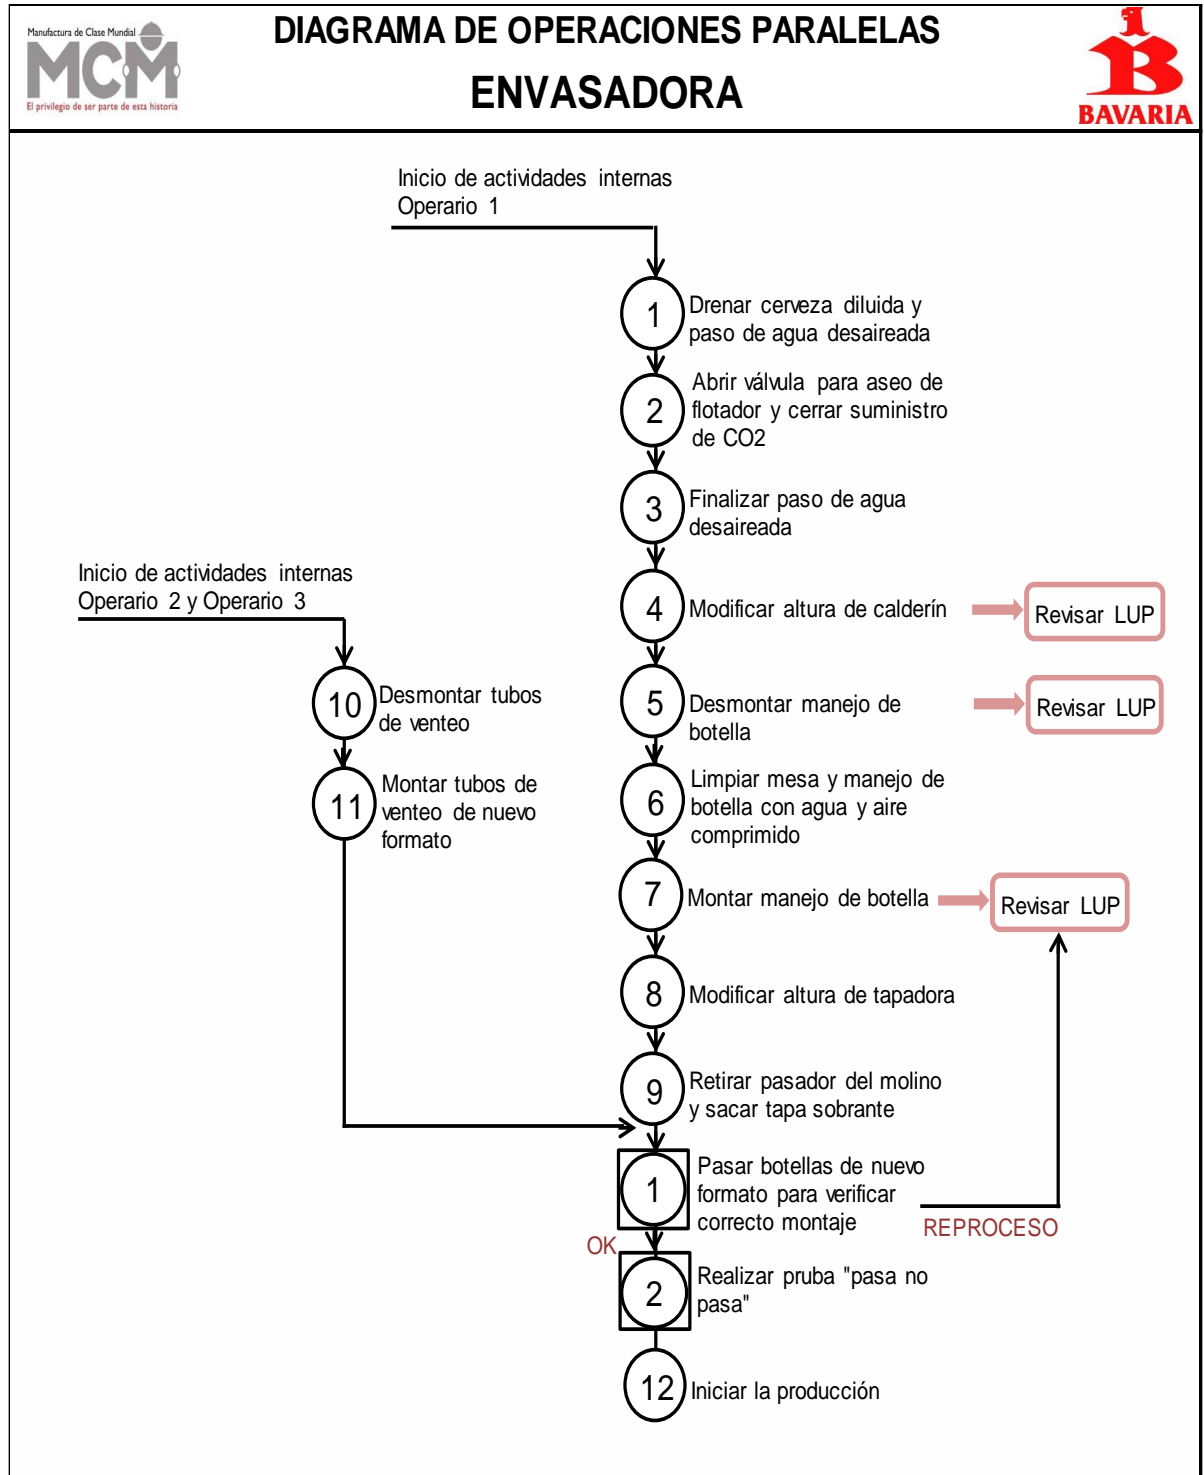 Manufactura de Clase Mundial
MCM
El privilegio de ser parte de esta historia
DIAGRAMA DE OPERACIONES PARALELAS
ENVASADORA
BAVARIA
Inicio de actividades internas
Operario 1
1
Drenar cerveza diluida y
paso de agua desaireada
2
Abrir válvula para aseo de
flotador y cerrar suministro
de CO2
3
Finalizar paso de agua
desaireada
Inicio de actividades internas
Operario 2 y Operario 3
4
Modificar altura de calderín
Revisar LUP
10
Desmontar tubos
de venteo
5
Desmontar manejo de
botella
Revisar LUP
11
Montar tubos de
venteo de nuevo
formato
6
Limpiar mesa y manejo de
botella con agua y aire
comprimido
7
Montar manejo de botella
Revisar LUP
8
Modificar altura de tapadora
9
Retirar pasador del molino
y sacar tapa sobrante
1
Pasar botellas de nuevo
formato para verificar
correcto montaje
REPROCESO
OK
2
Realizar pruba "pasa no
pasa"
12
Iniciar la producción